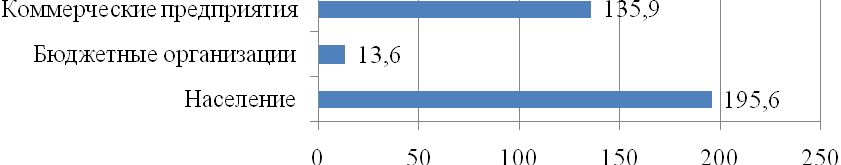 Коммерческие предприятия 135,9
Бюджетные организации 13,6
Население 195,6
0 50 100 150 200 250